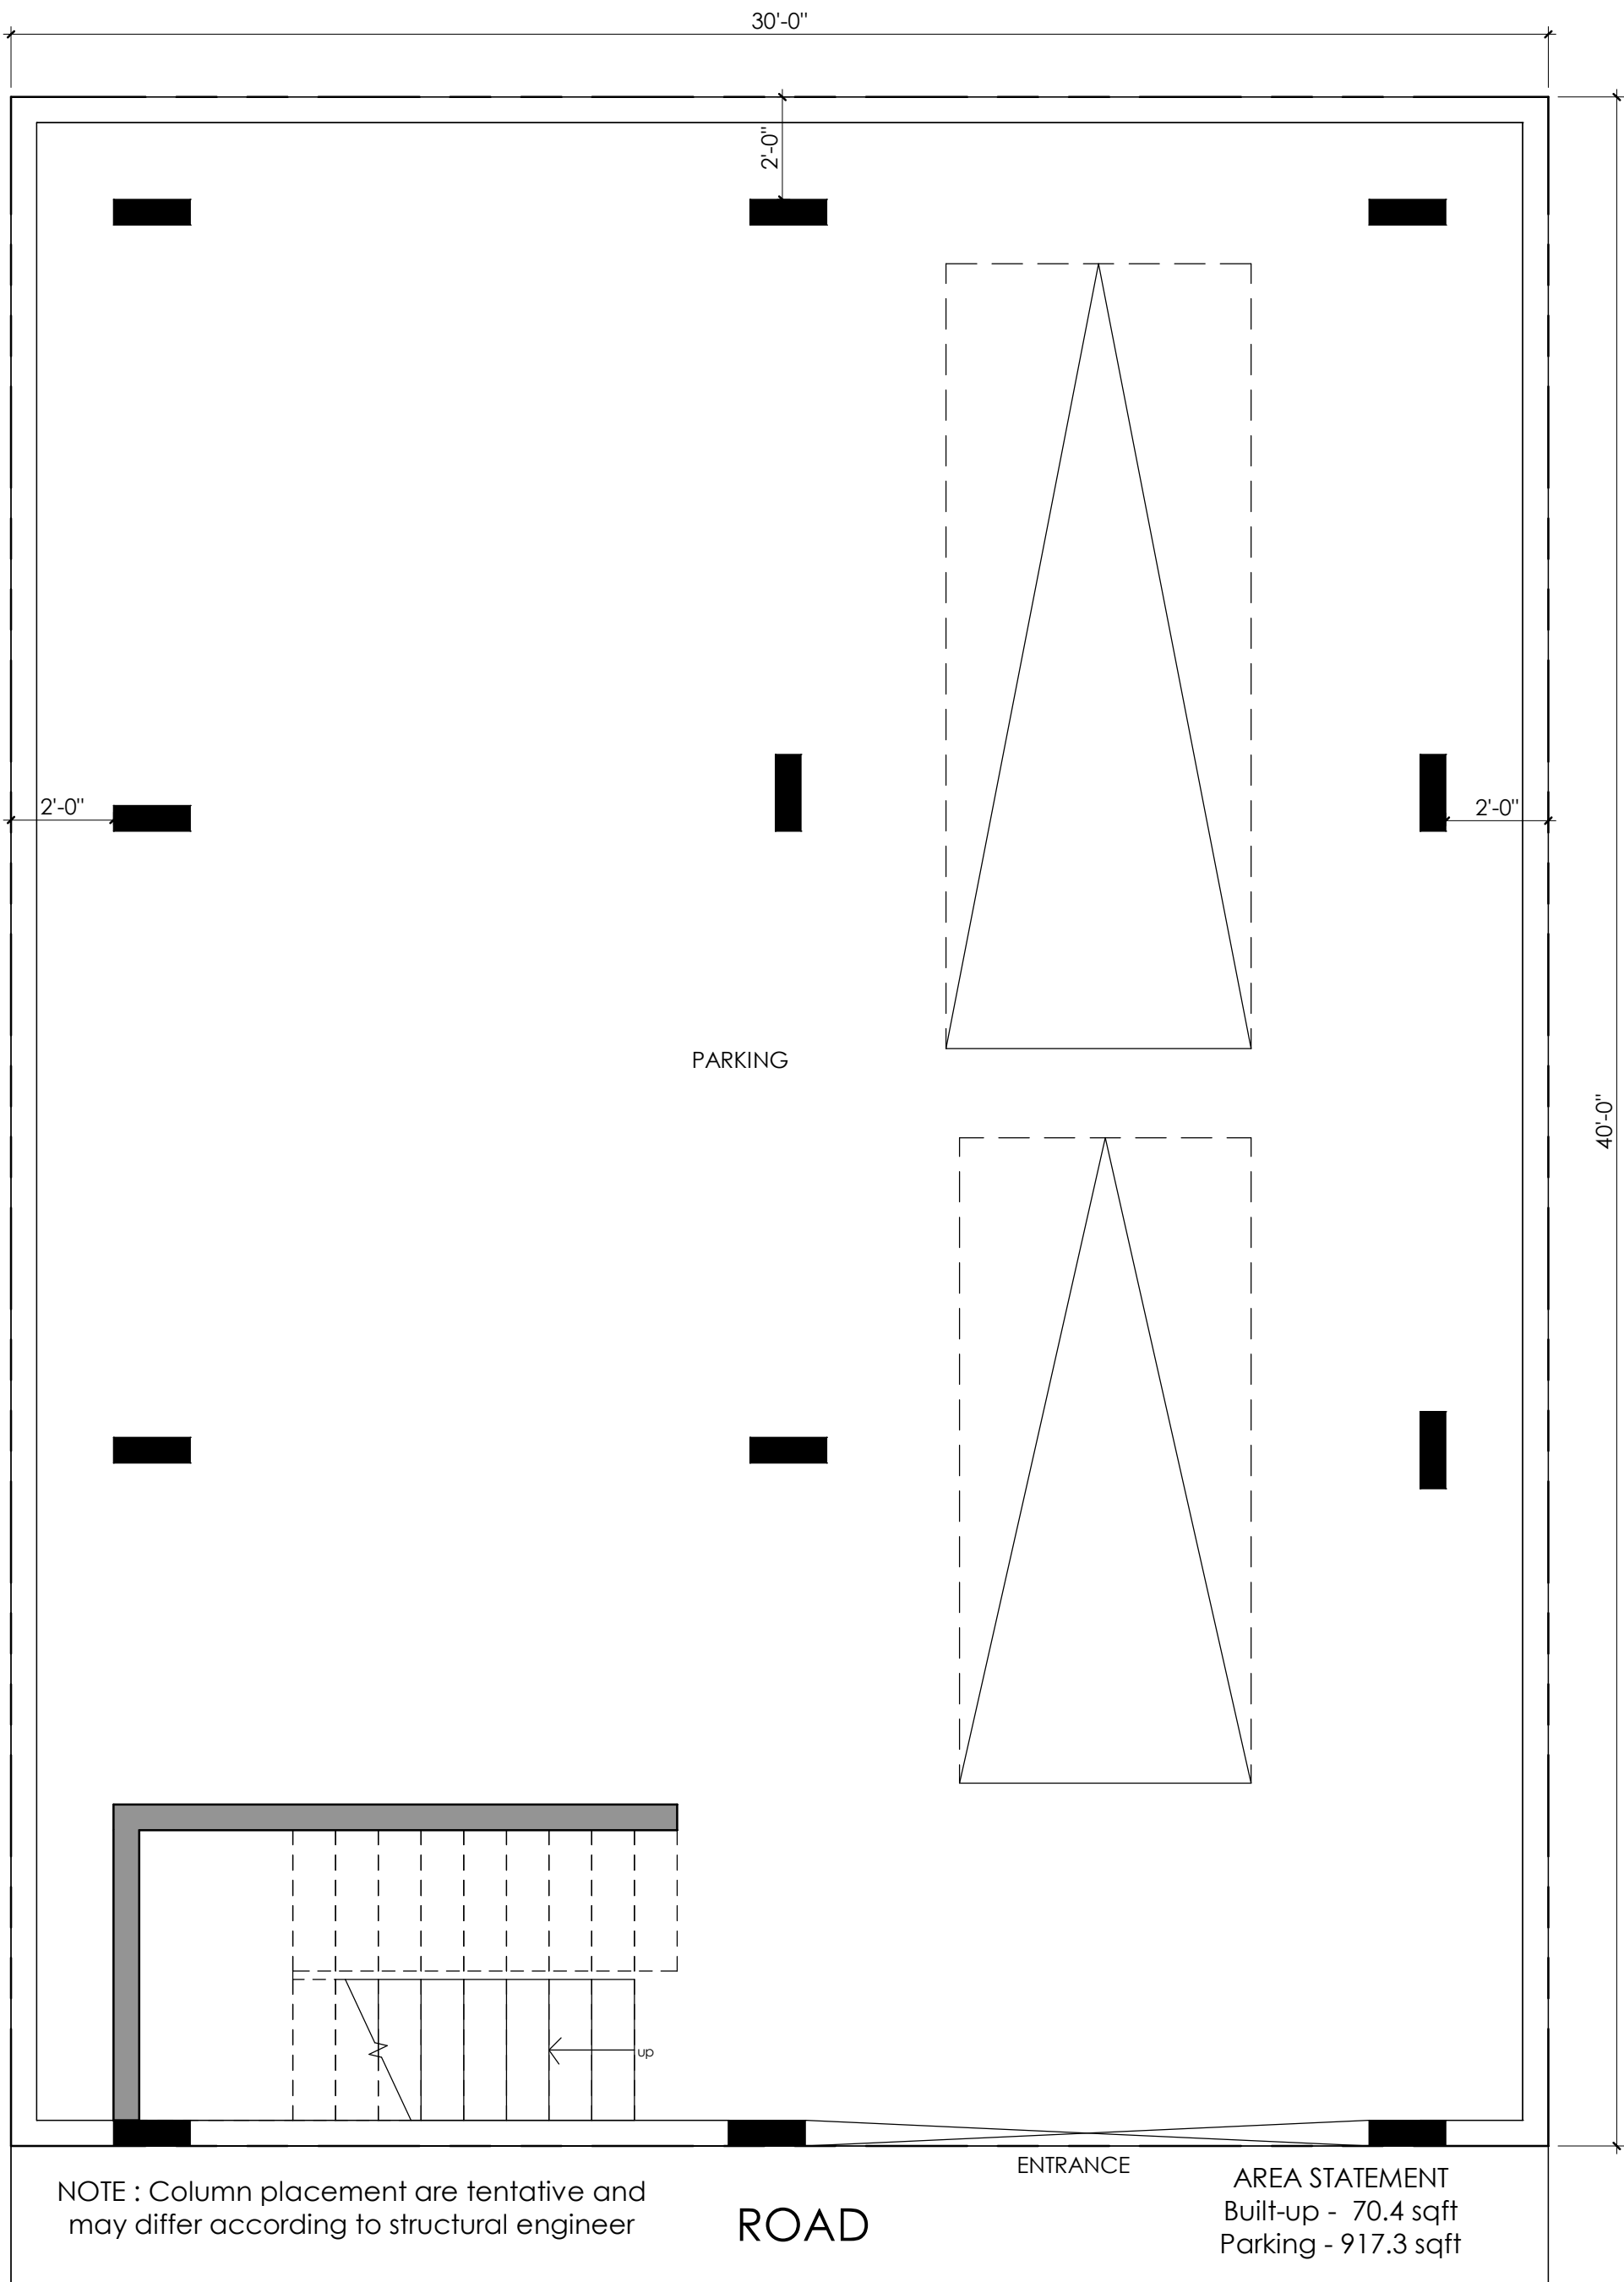 30'-0"
2'-0"
2'-0"
2'-0"
PARKING
40'-0"
up
ENTRANCE
NOTE : Column placement are tentative and
may differ according to structural engineer
ROAD
AREA STATEMENT
Built-up - 70.4 sqft
Parking - 917.3 sqft